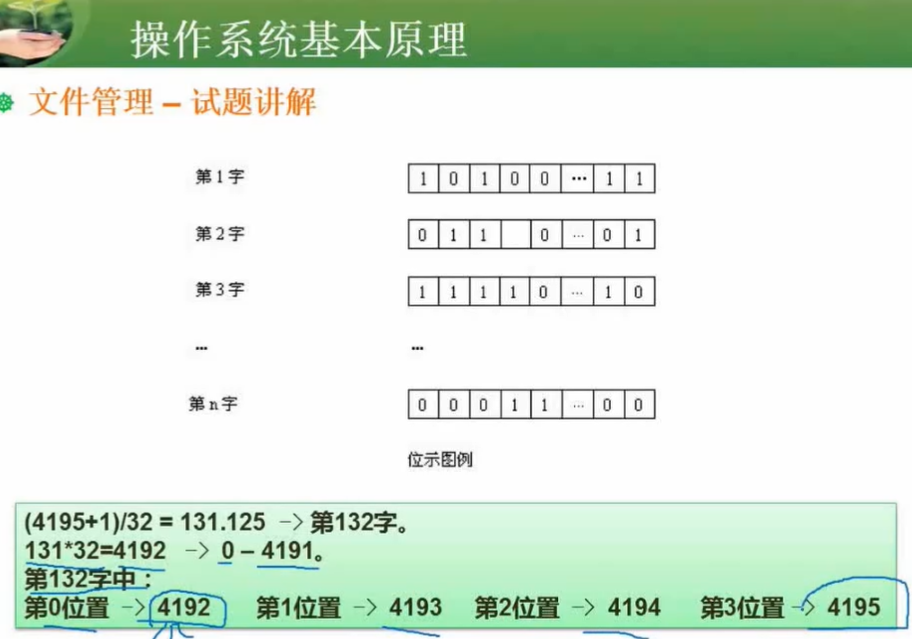 操作系统基本原理
文件管理 – 试题讲解
第1字 1 0 1 0 0 … 1 1
第2字 0 1 1 0 … 0 1
第3字 1 1 1 1 0 … 1 0
… …
第n字 0 0 0 1 1 … 0 0
位示图例
(4195+1)/32 = 131.125 –> 第132字。
131*32=4192 –> 0 – 4191。
第132字中：
第0位置 –> 4192 第1位置 –> 4193 第2位置 –> 4194 第3位置 –> 4195